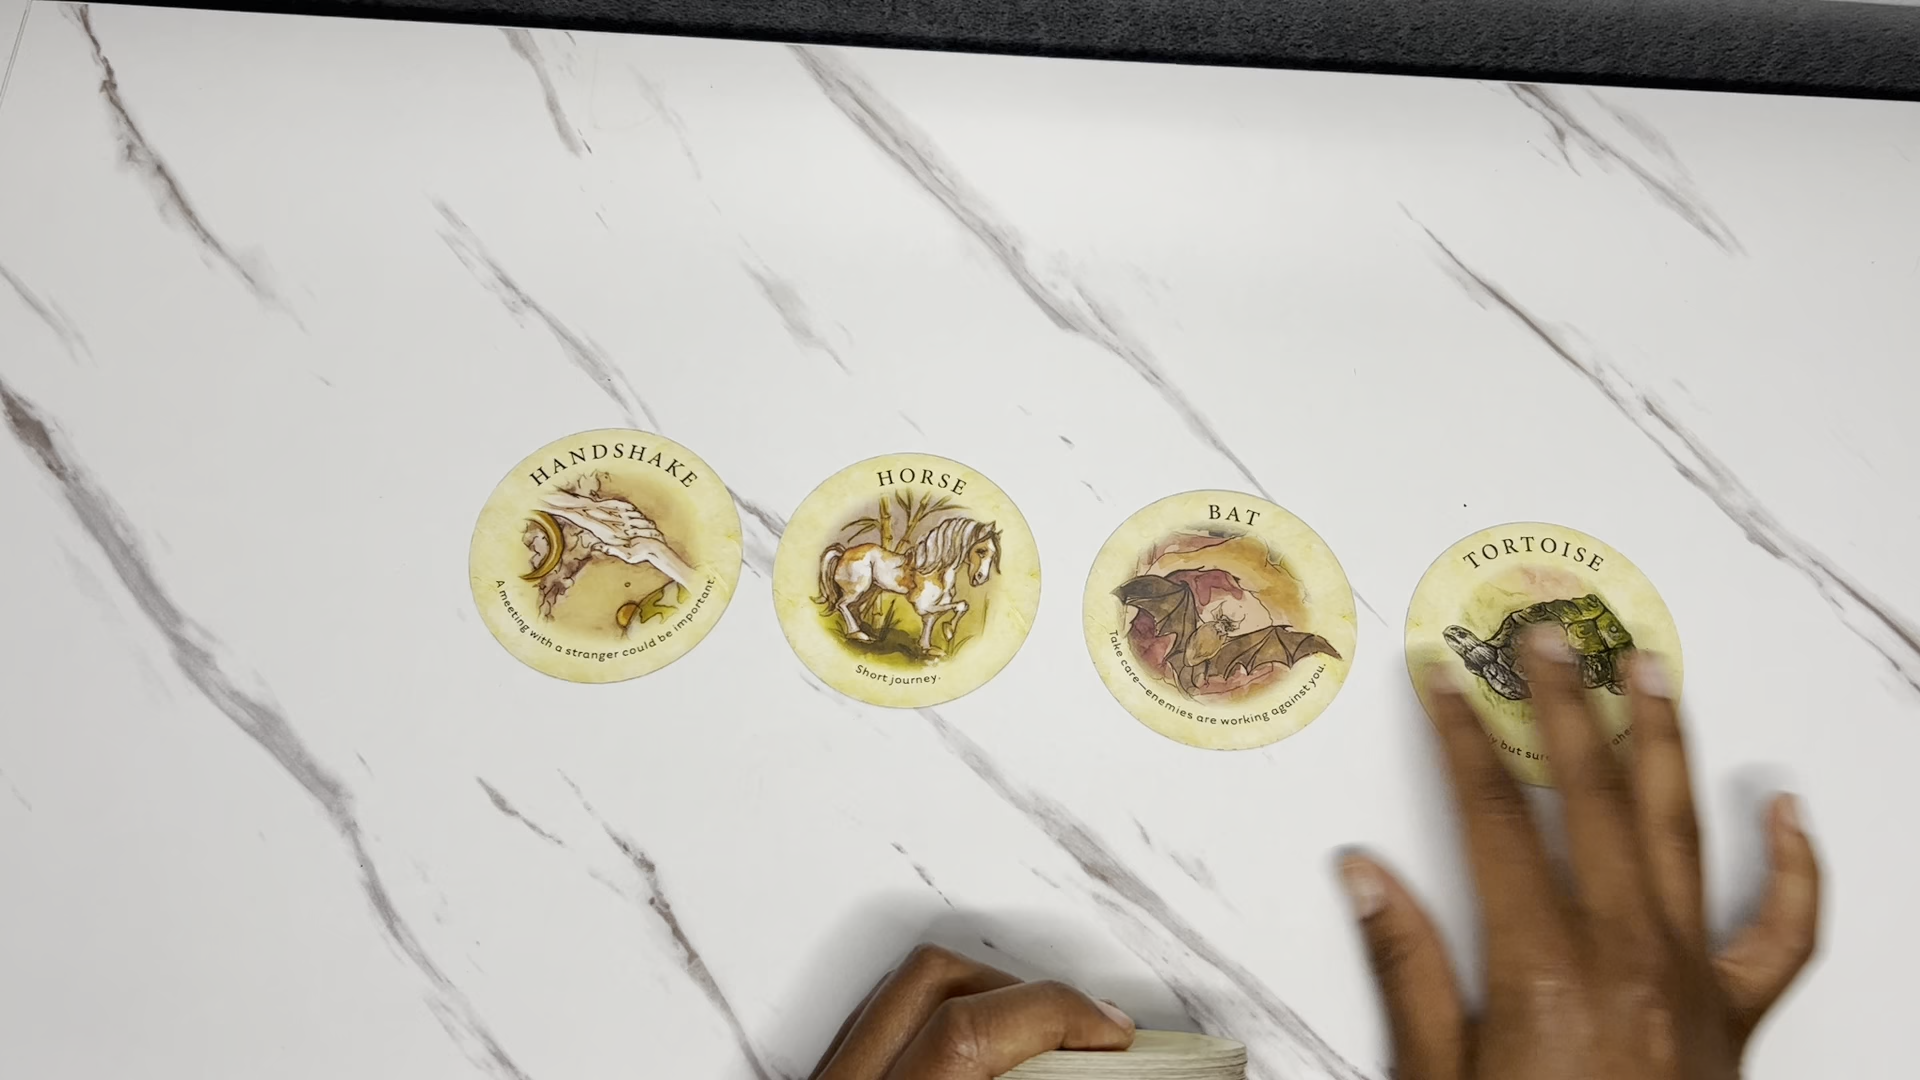 HANDSHAKE
A meeting with a stranger could be important.
HORSE
Short journey.
BAT
Take care—enemies are working against you.
TORTOISE
but